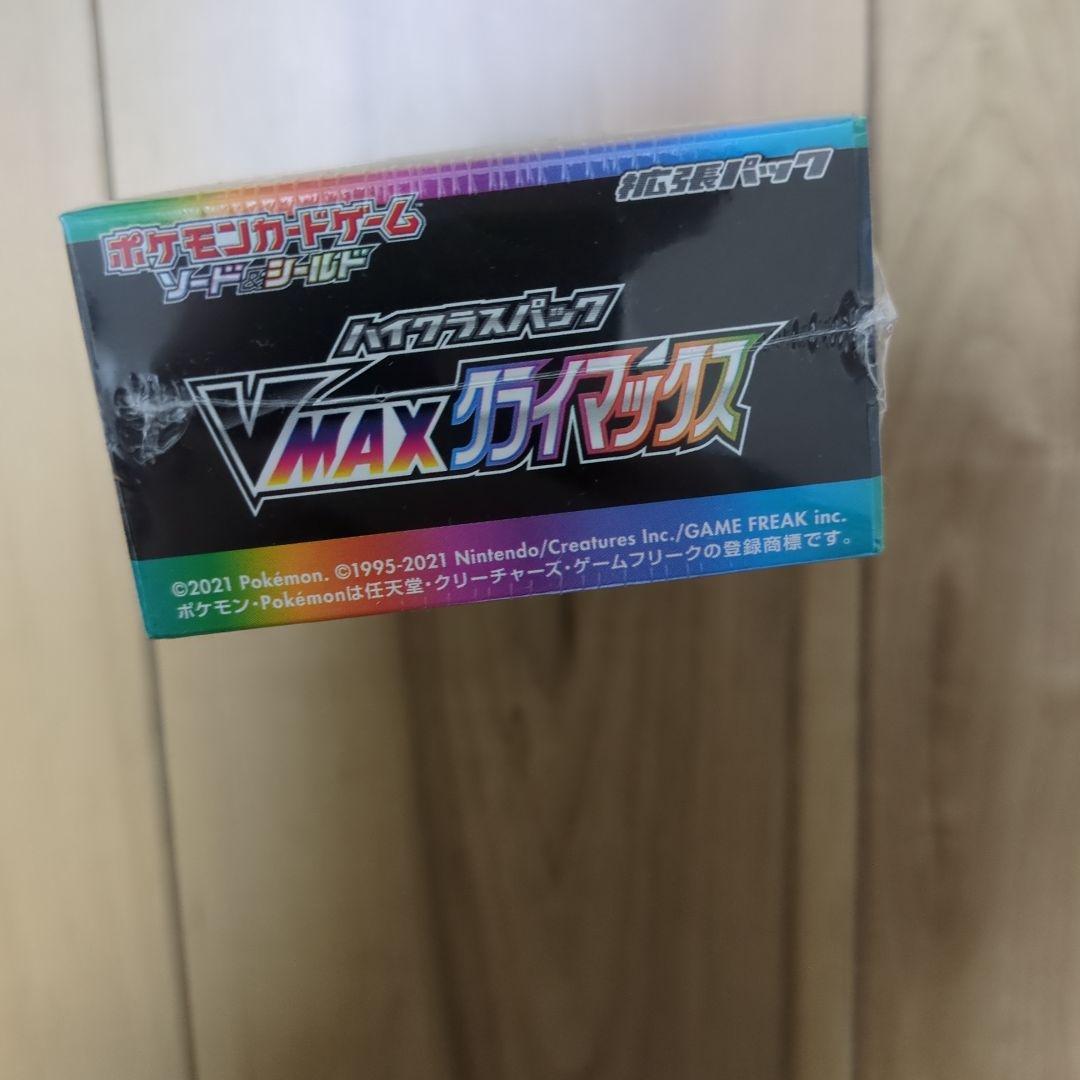 ポケモンカードゲーム
ソード&シールド
拡張パック
ハイクラスパック
VMAXクライマックス
©2021 Pokémon. ©1995-2021 Nintendo/Creatures Inc./GAME FREAK inc.
ポケモン・Pokémonは任天堂・クリーチャーズ・ゲームフリークの登録商標です。